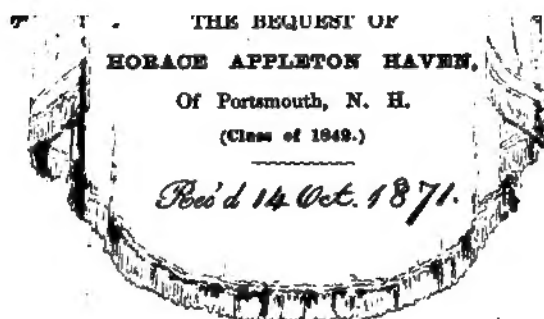 THE BEQUEST OF
HORACE APPLETON HAVEN,
Of Portsmouth, N. H.
(Class of 1842.)
Rec'd 14 Oct. 1871.